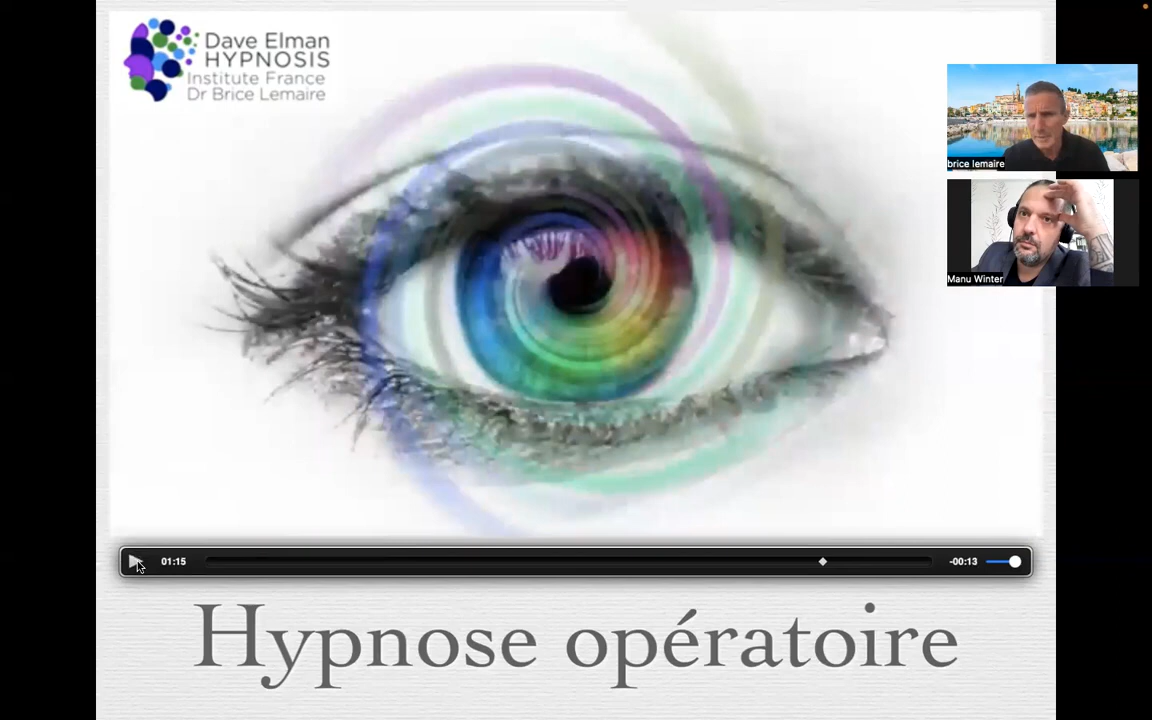 Dave Elman
HYPNOSIS
Institute France
Dr Brice Lemaire
brice lemaire
Manu Winter
01:15
-00:13
Hypnose opératoire